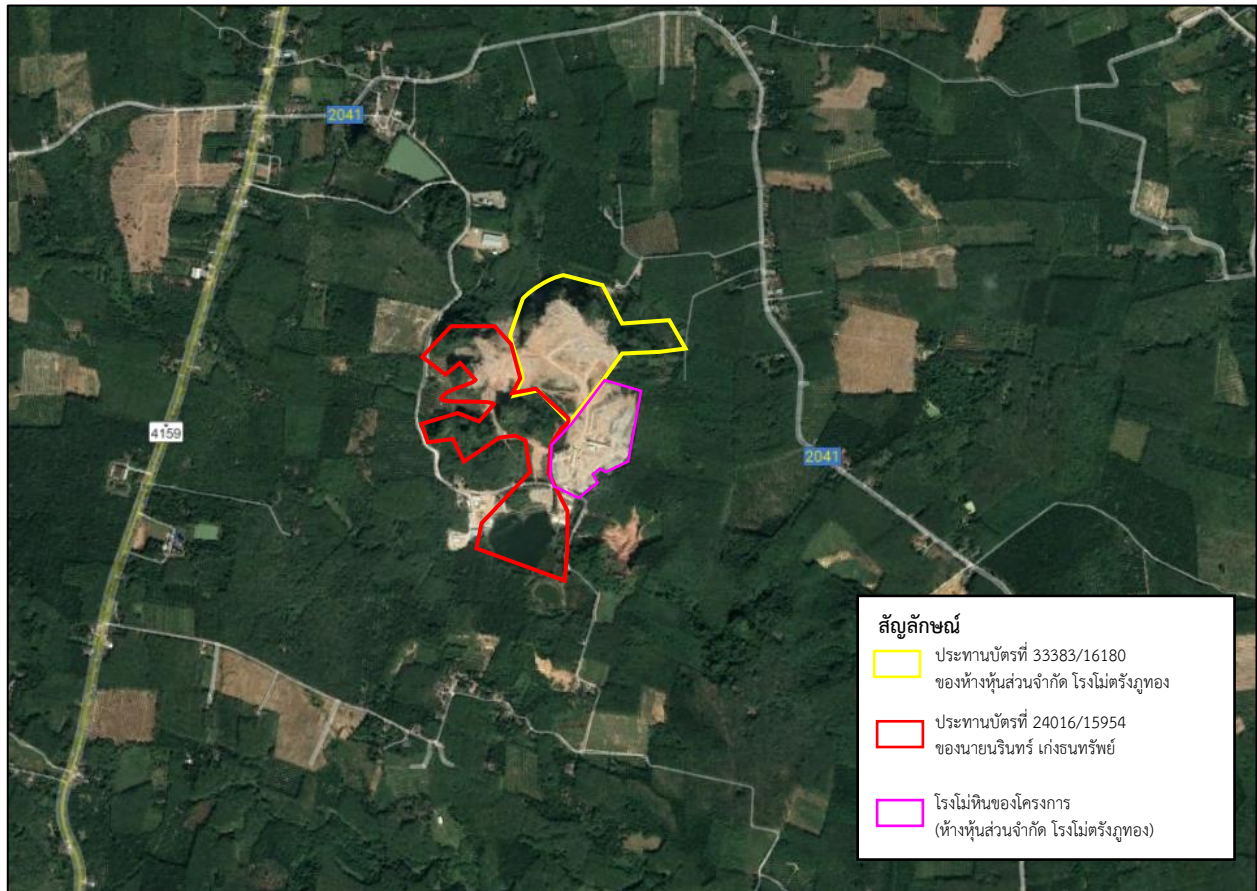 2041
4159
2041
สัญลักษณ์
ประทานบัตรที่ 33383/16180
ของห้างหุ้นส่วนจำกัด โรงโม่ตรังภูทอง
ประทานบัตรที่ 24016/15954
ของนายนรินทร์ เก่งธนทรัพย์
โรงโม่หินของโครงการ
(ห้างหุ้นส่วนจำกัด โรงโม่ตรังภูทอง)